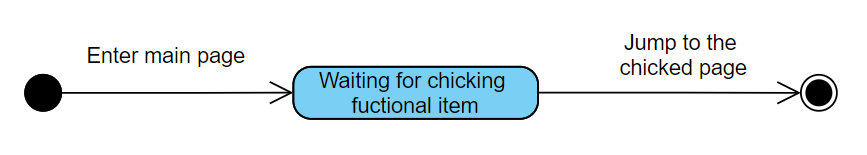 Enter main page
Waiting for chicking
fuctional item
Jump to the
chicked page